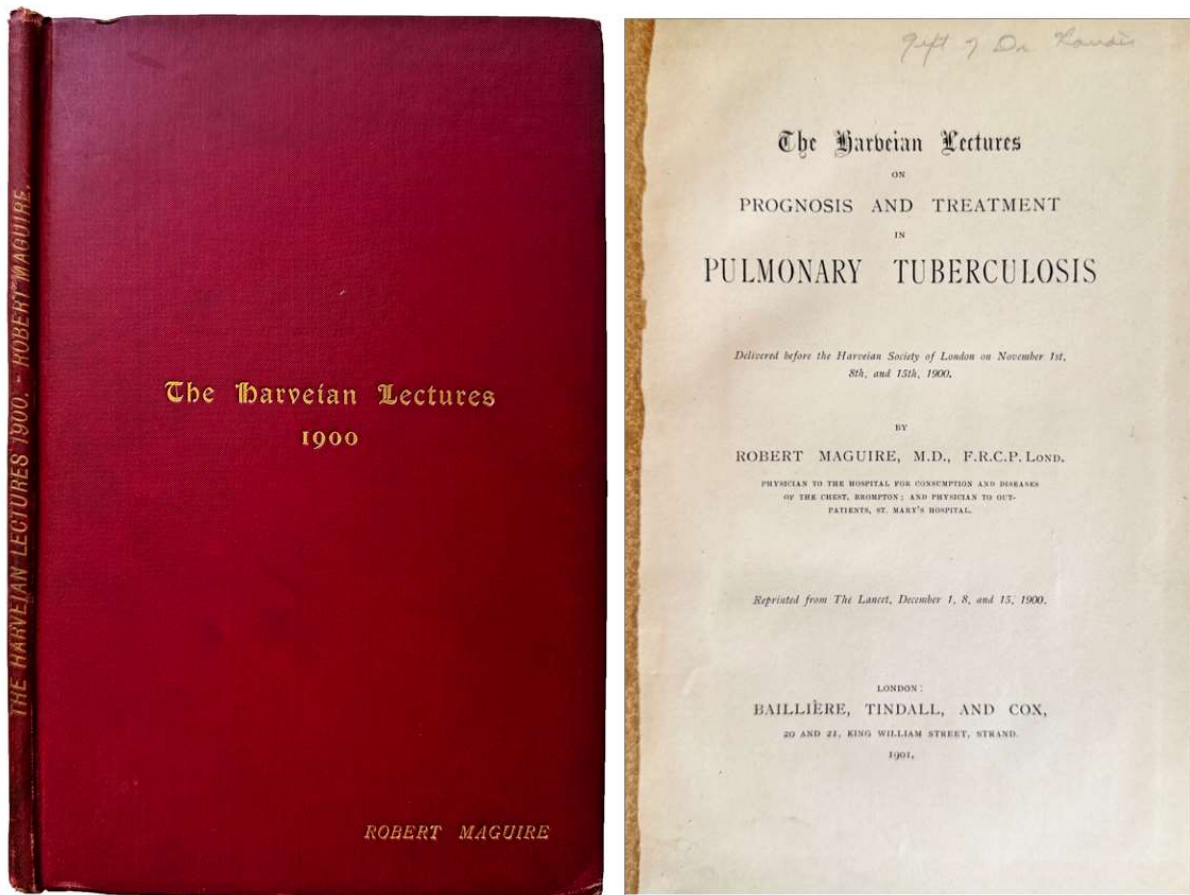 THE HARVEIAN LECTURES 1900. - ROBERT MAGUIRE.
The Harveian Lectures
1900
ROBERT MAGUIRE
Gift of Dr
The Harveian Lectures
ON
PROGNOSIS AND TREATMENT
IN
PULMONARY TUBERCULOSIS
Delivered before the Harveian Society of London on November 1st,
8th, and 15th, 1900.
BY
ROBERT MAGUIRE, M.D., F.R.C.P. LOND.
PHYSICIAN TO THE HOSPITAL FOR CONSUMPTION AND DISEASES
OF THE CHEST, BROMPTON; AND PHYSICIAN TO OUT-
PATIENTS, ST. MARY'S HOSPITAL.
Reprinted from The Lancet, December 1, 8, and 15, 1900.
LONDON:
BAILLIÈRE, TINDALL, AND COX,
20 AND 21, KING WILLIAM STREET, STRAND.
1901.